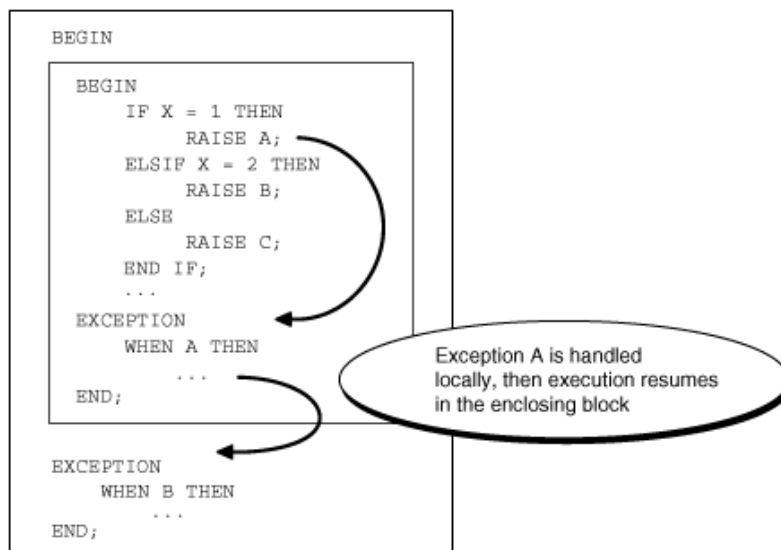 BEGIN
BEGIN
IF X = 1 THEN
RAISE A;
ELSIF X = 2 THEN
RAISE B;
ELSE
RAISE C;
END IF;
...
EXCEPTION
WHEN A THEN
...
END;
Exception A is handled
locally, then execution resumes
in the enclosing block
EXCEPTION
WHEN B THEN
...
END;